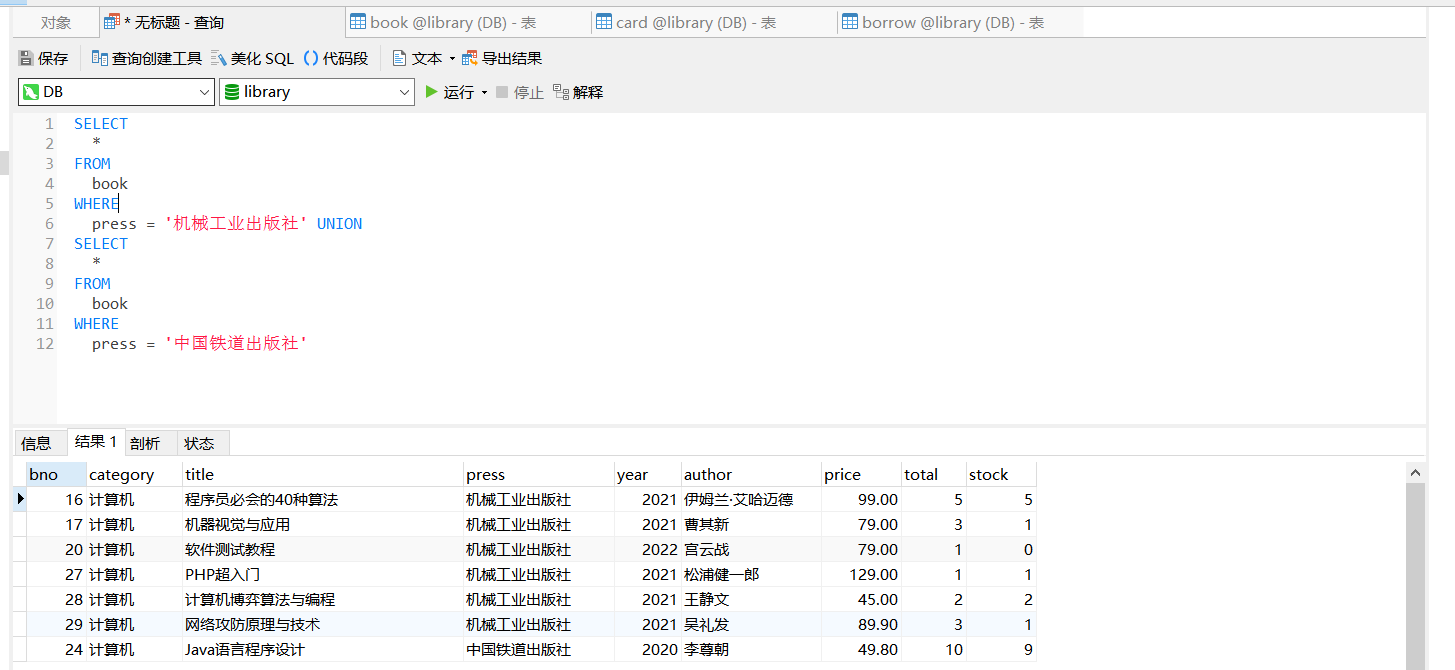 对象 * 无标题 - 查询 book @library (DB) - 表 card @library (DB) - 表 borrow @library (DB) - 表
保存 查询创建工具 美化 SQL () 代码段 文本 导出结果
DB library 运行 停止 解释
1 SELECT
2 *
3 FROM
4 book
5 WHERE
6 press = '机械工业出版社' UNION
7 SELECT
8 *
9 FROM
10 book
11 WHERE
12 press = '中国铁道出版社'
信息 结果 1 剖析 状态
bno category title press year author price total stock
16 计算机 程序员必会的40种算法 机械工业出版社 2021 伊姆兰·艾哈迈德 99.00 5 5
17 计算机 机器视觉与应用 机械工业出版社 2021 曹其新 79.00 3 1
20 计算机 软件测试教程 机械工业出版社 2022 宫云战 79.00 1 0
27 计算机 PHP超入门 机械工业出版社 2021 松浦健一郎 129.00 1 1
28 计算机 计算机博弈算法与编程 机械工业出版社 2021 王静文 45.00 2 2
29 计算机 网络攻防原理与技术 机械工业出版社 2021 吴礼发 89.90 3 1
24 计算机 Java语言程序设计 中国铁道出版社 2020 李尊朝 49.80 10 9